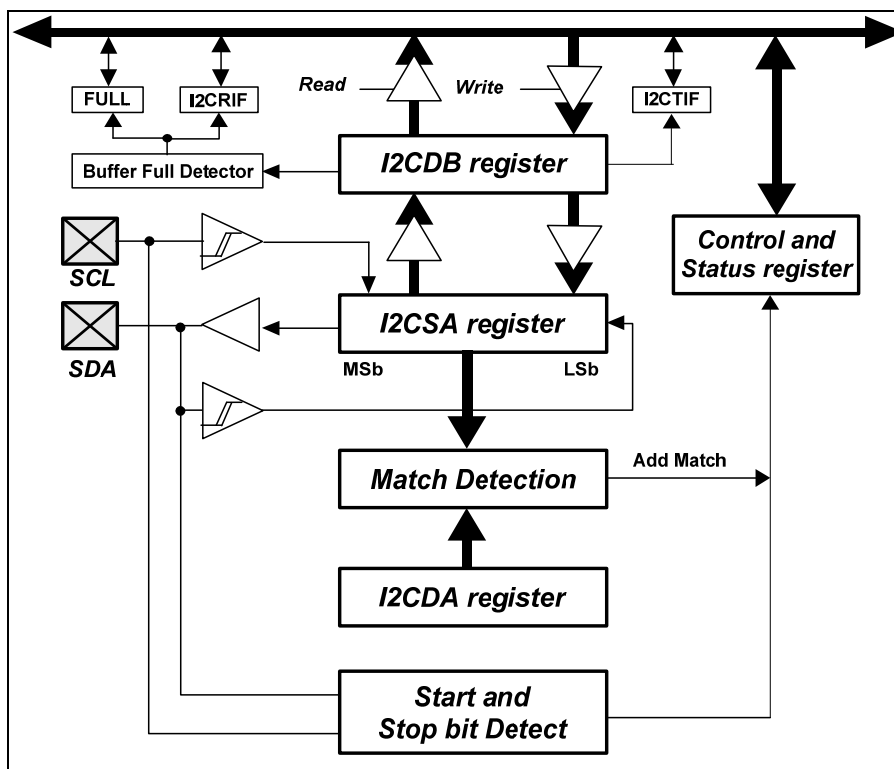 Read
Write
FULL
I2CRIF
I2CTIF
Buffer Full Detector
I2CDB register
SCL
Control and
Status register
SDA
I2CSA register
MSb
LSb
Match Detection
Add Match
I2CDA register
Start and
Stop bit Detect